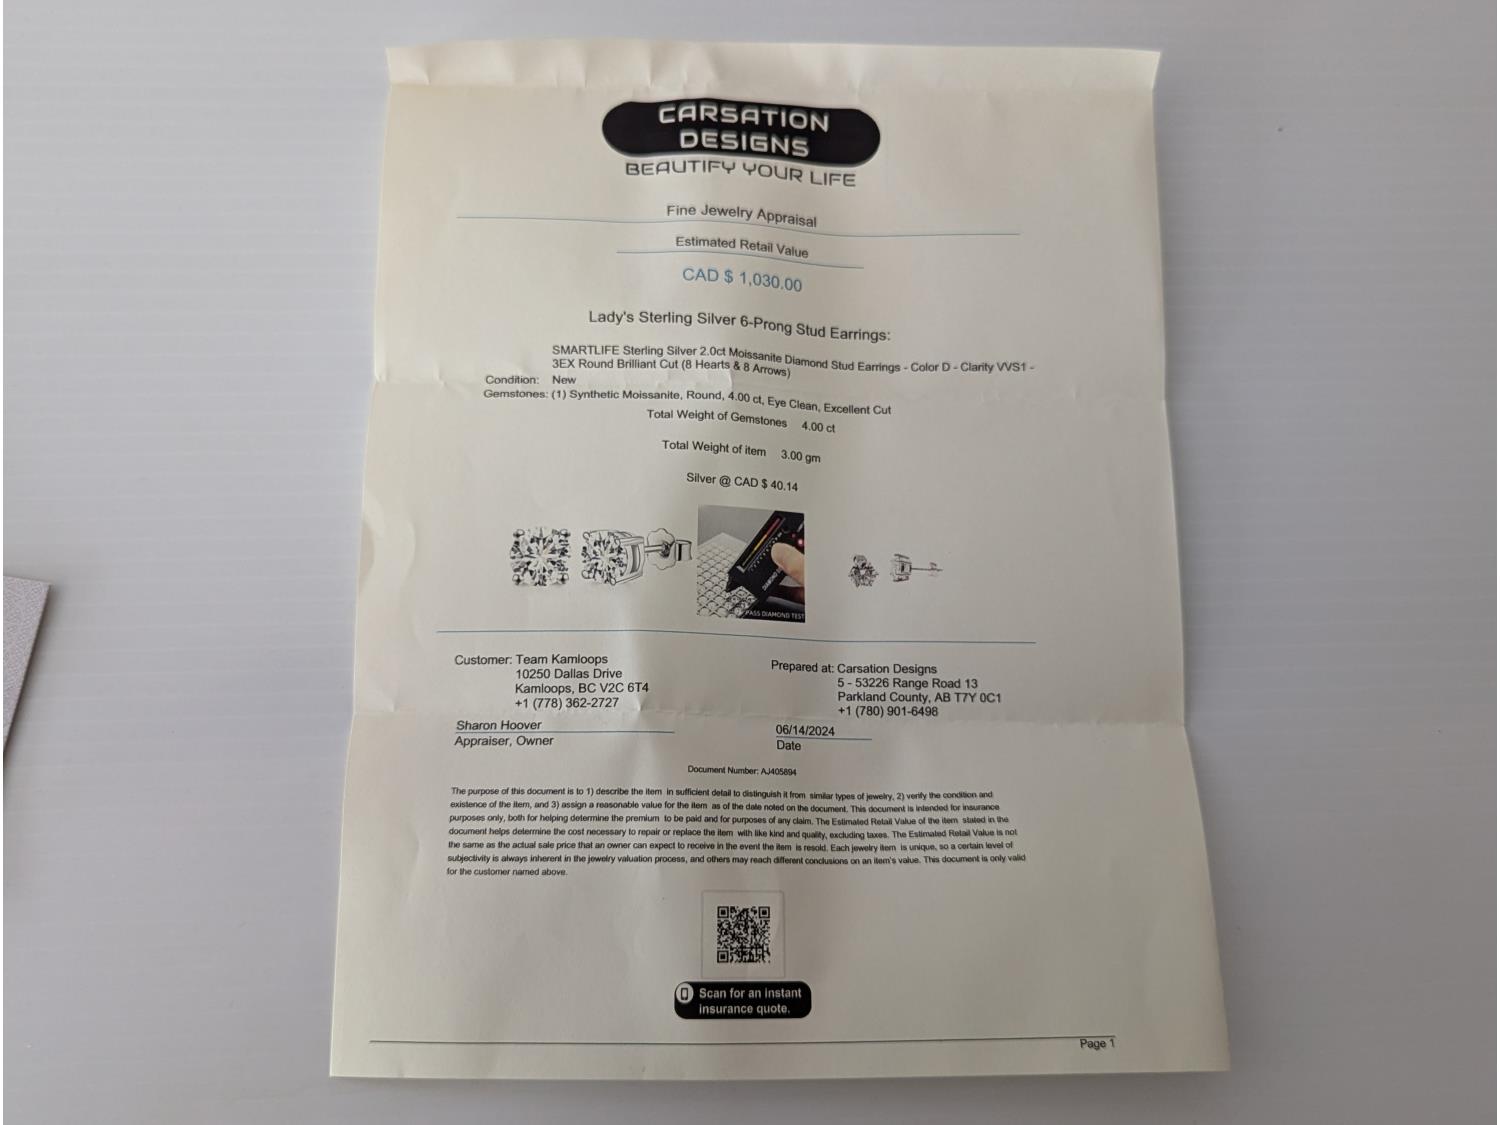 CARSATION
DESIGNS
BEAUTIFY YOUR LIFE
Fine Jewelry Appraisal
Estimated Retail Value
CAD $ 1,030.00
Lady's Sterling Silver 6-Prong Stud Earrings:
SMARTLIFE Sterling Silver 2.0ct Moissanite Diamond Stud Earrings - Color D - Clarity VVS1 -
3EX Round Brilliant Cut (8 Hearts & 8 Arrows)
Condition: New
Gemstones: (1) Synthetic Moissanite, Round, 4.00 ct, Eye Clean, Excellent Cut
Total Weight of Gemstones 4.00 ct
Total Weight of item 3.00 gm
Silver @ CAD $ 40.14
PASS DIAMOND TEST
Customer: Team Kamloops
10250 Dallas Drive
Kamloops, BC V2C 6T4
+1 (778) 362-2727
Prepared at: Carsation Designs
5 - 53226 Range Road 13
Parkland County, AB T7Y 0C1
+1 (780) 901-6498
Sharon Hoover
Appraiser, Owner
06/14/2024
Date
Document Number: AJ405894
The purpose of this document is to 1) describe the item in sufficient detail to distinguish it from similar types of jewelry, 2) verify the condition and
existence of the item, and 3) assign a reasonable value for the item as of the date noted on the document. This document is intended for insurance
purposes only, both for helping determine the premium to be paid and for purposes of any claim. The Estimated Retail Value of the item stated in the
document helps determine the cost necessary to repair or replace the item with like kind and quality, excluding taxes. The Estimated Retail Value is not
the same as the actual sale price that an owner can expect to receive in the event the item is resold. Each jewelry item is unique, so a certain level of
subjectivity is always inherent in the jewelry valuation process, and others may reach different conclusions on an item's value. This document is only valid
for the customer named above.
Scan for an instant
insurance quote.
Page 1